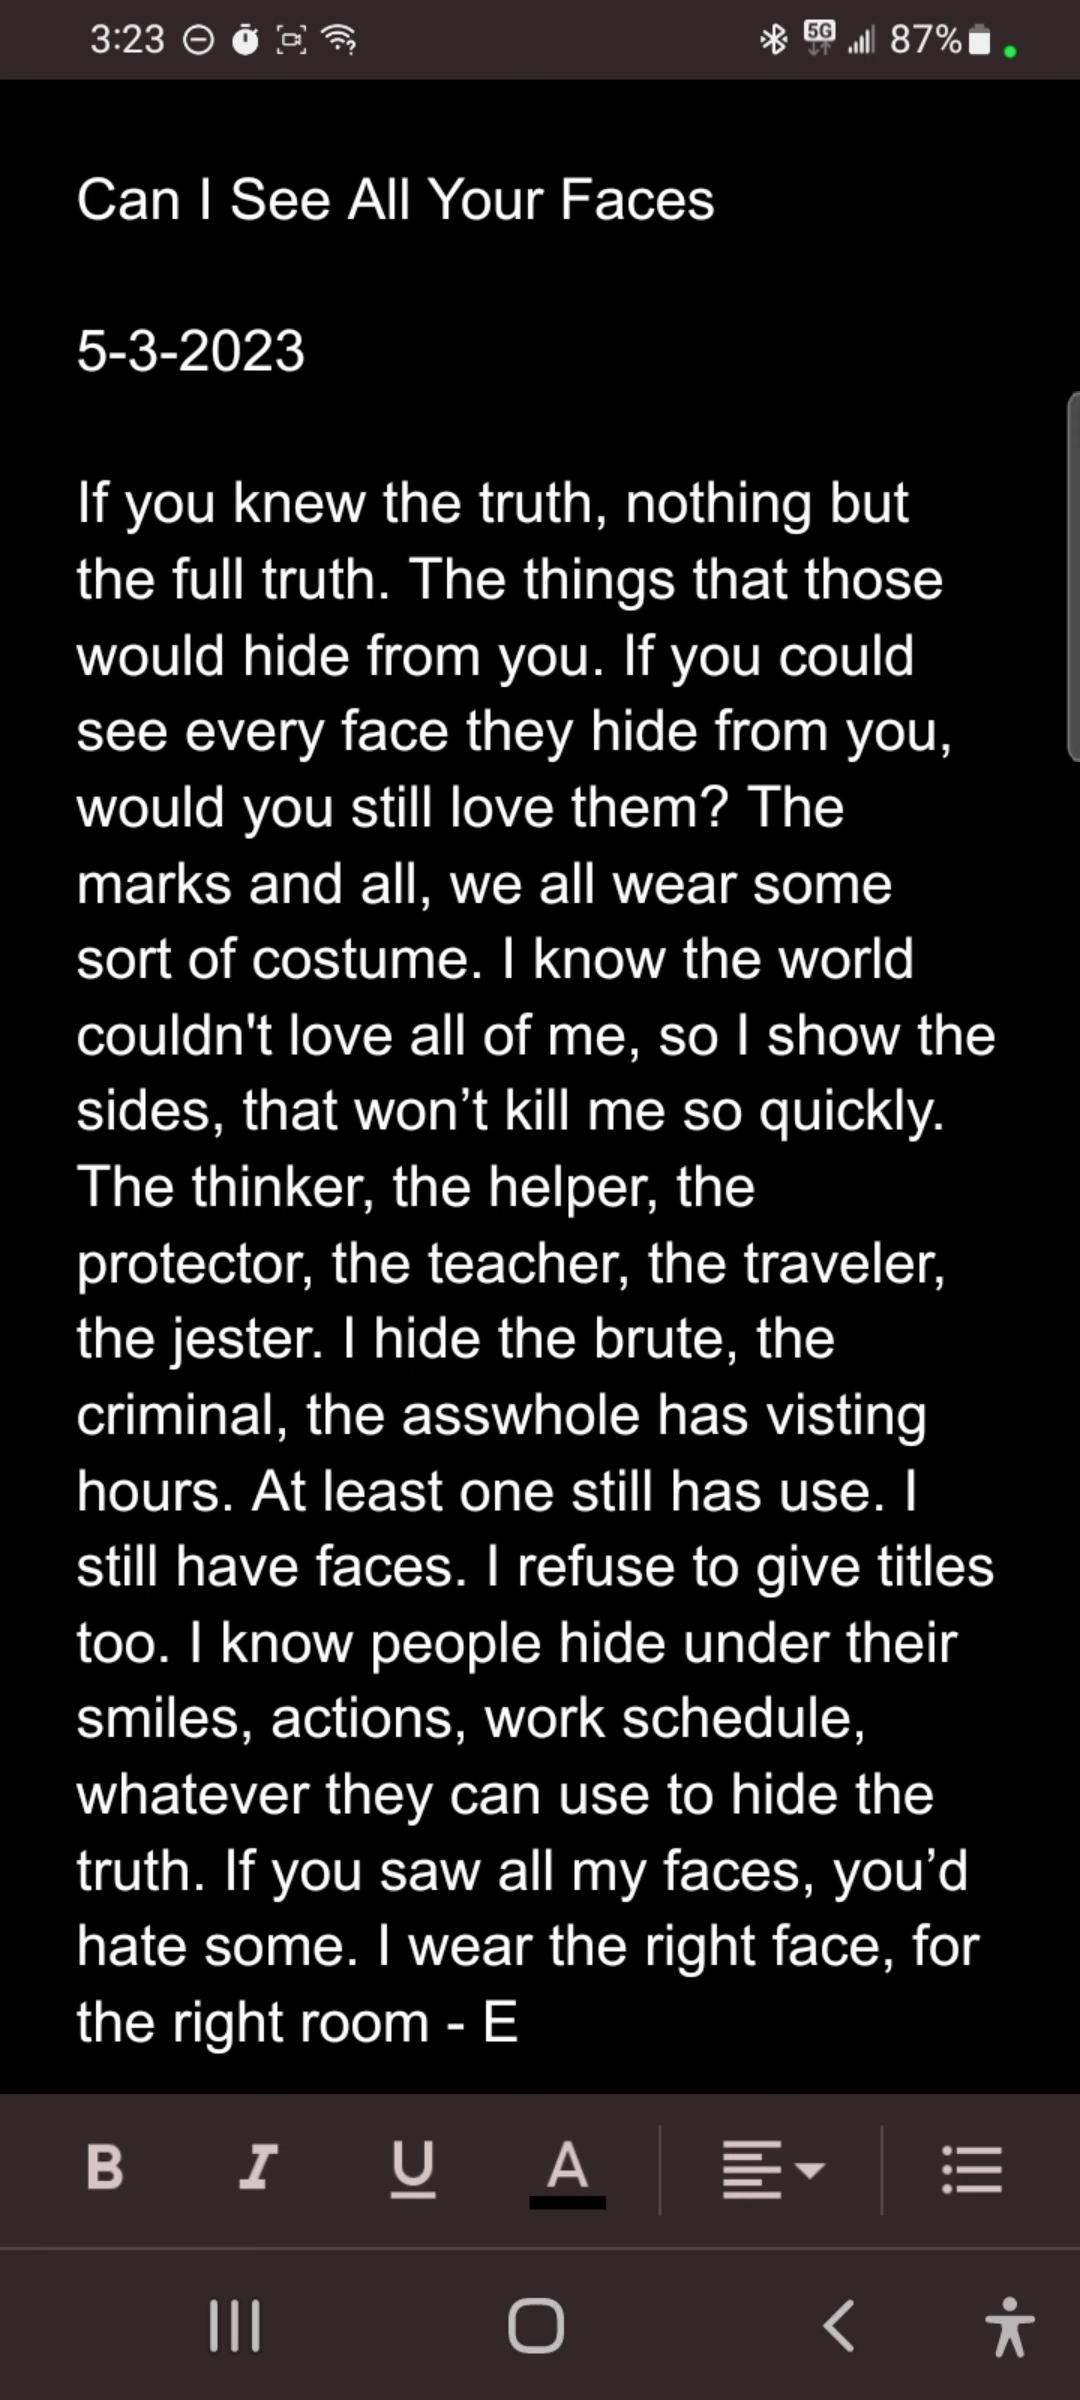 3:23
5G
87%
Can I See All Your Faces
5-3-2023
If you knew the truth, nothing but
the full truth. The things that those
would hide from you. If you could
see every face they hide from you,
would you still love them? The
marks and all, we all wear some
sort of costume. I know the world
couldn't love all of me, so I show the
sides, that won’t kill me so quickly.
The thinker, the helper, the
protector, the teacher, the traveler,
the jester. I hide the brute, the
criminal, the asswhole has visting
hours. At least one still has use. I
still have faces. I refuse to give titles
too. I know people hide under their
smiles, actions, work schedule,
whatever they can use to hide the
truth. If you saw all my faces, you’d
hate some. I wear the right face, for
the right room - E
B I U A